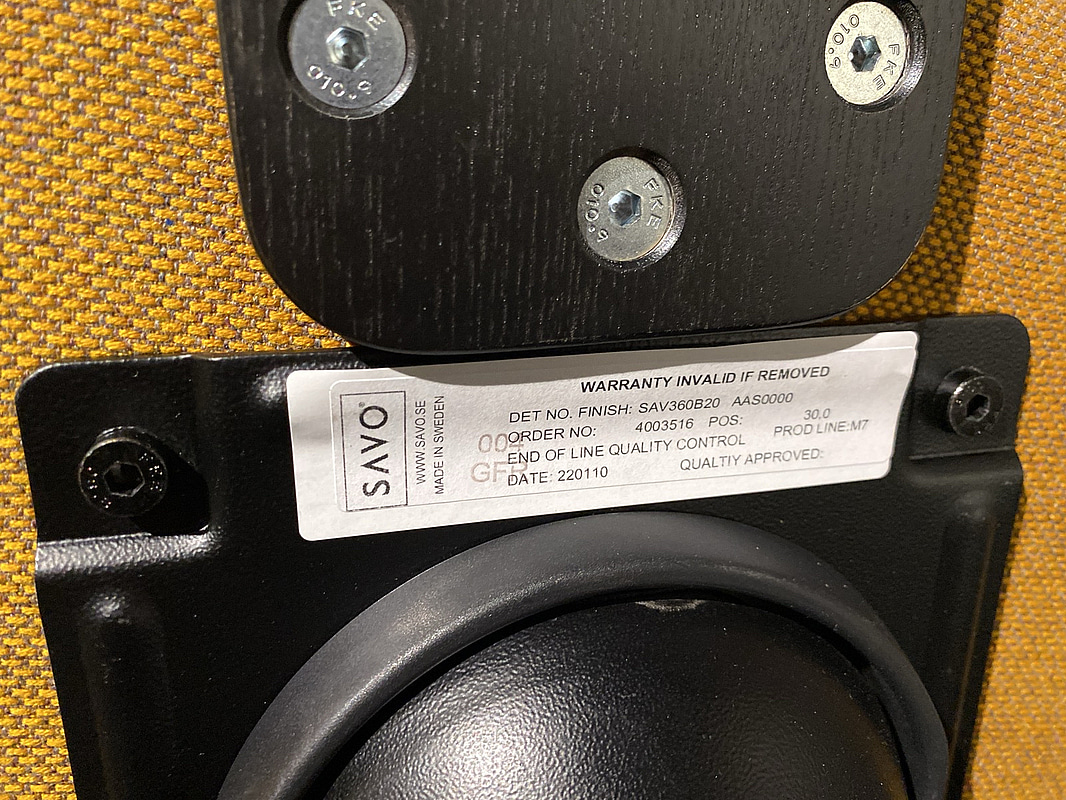 FKE
010.9
FKE
010.9
FKE
010.9
WARRANTY INVALID IF REMOVED
SAVO®
WWW.SAVO.SE
MADE IN SWEDEN
DET NO. FINISH: SAV360B20 AAS0000
ORDER NO: 4003516 POS: 30,0
END OF LINE QUALITY CONTROL PROD LINE:M7
DATE: 220110 QUALTIY APPROVED:
004